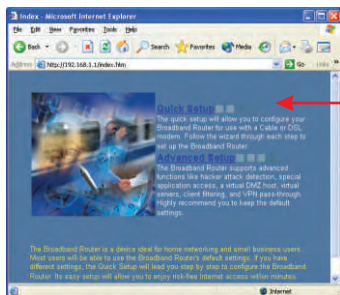 Index - Microsoft Internet Explorer
File Edit View Favorites Tools Help
Back Search Favorites Media
Address http://192.168.1.1/index.htm Go Links
Quick Setup
The quick setup will allow you to configure your
Broadband Router for use with a Cable or DSL
modem. Follow the wizard through each step to
set up the Broadband Router.
Advanced Setup
The Broadband Router supports advanced
functions like hacker attack detection, special
application access, a virtual DMZ host, virtual
servers, client filtering, and VPN pass-through.
Highly recommend you to keep the default
settings.
The Broadband Router is a device ideal for home networking and small business users.
Most users will be able to use the Broadband Router's default settings. If you have
different settings, the Quick Setup will lead you step by step to configure the Broadband
Router. Its easy setup will allow you to enjoy risk-free Internet access within minutes.
Internet